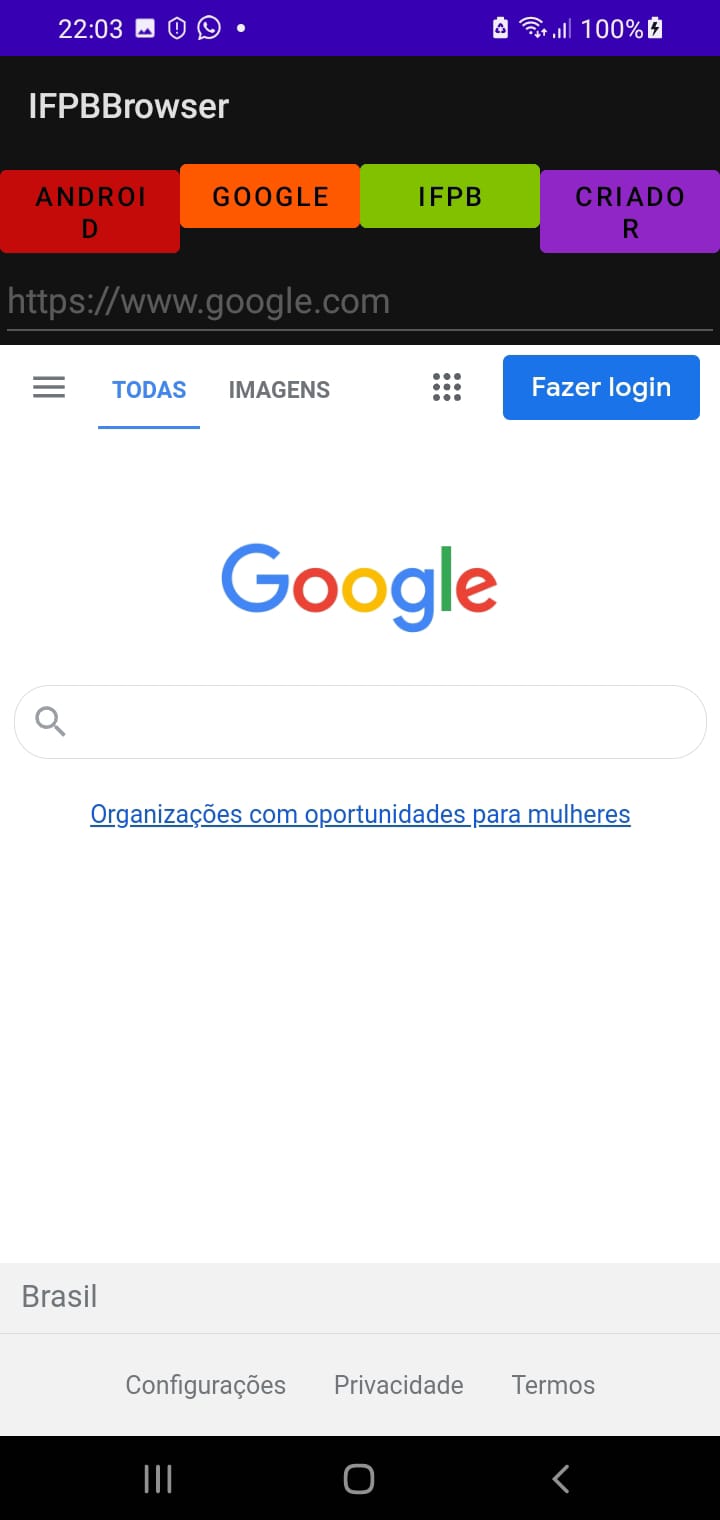 22:03 100%
IFPBBrowser
ANDROI
D
GOOGLE
IFPB
CRIADO
R
https://www.google.com
TODAS IMAGENS Fazer login
Google
Organizações com oportunidades para mulheres
Brasil
Configurações Privacidade Termos